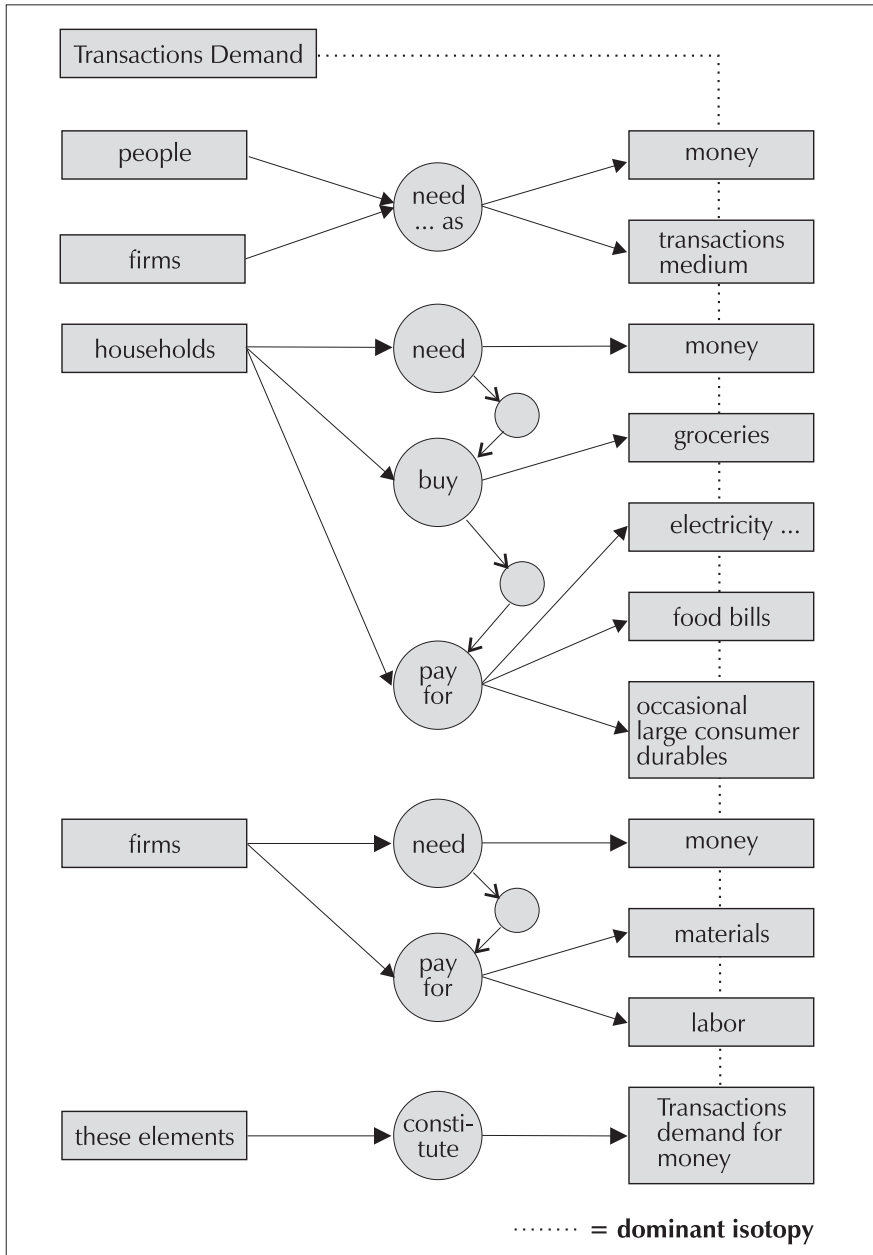 Transactions Demand
people
need
... as
money
firms
transactions
medium
households
need
money
buy
groceries
electricity ...
pay
for
food bills
occasional
large consumer
durables
firms
need
money
pay
for
materials
labor
these elements
consti-
tute
Transactions
demand for
money
= dominant isotopy